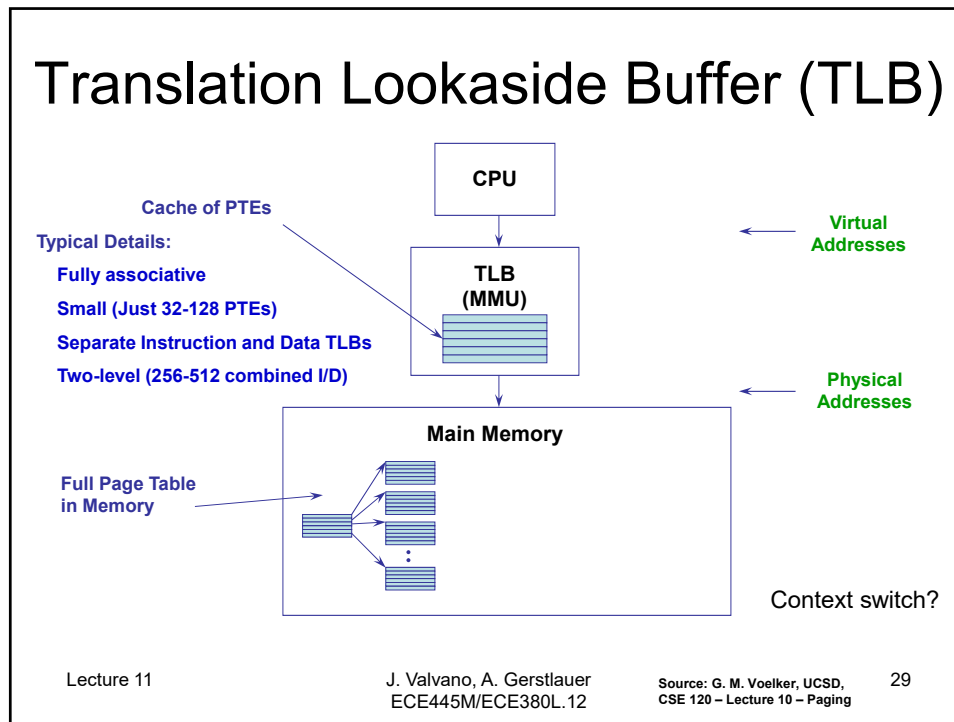 Translation Lookaside Buffer (TLB)
CPU
Cache of PTEs
Typical Details:
Fully associative
Small (Just 32-128 PTEs)
Separate Instruction and Data TLBs
Two-level (256-512 combined I/D)
TLB
(MMU)
Virtual
Addresses
Physical
Addresses
Main Memory
Full Page Table
in Memory
:
Context switch?
Lecture 11
J. Valvano, A. Gerstlauer
ECE445M/ECE380L.12
Source: G. M. Voelker, UCSD,
CSE 120 – Lecture 10 – Paging
29